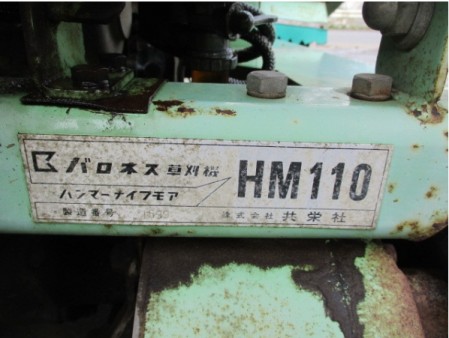 バロネス草刈機 HM110
ハンマーナイフモア
製造番号 株式会社 共栄社